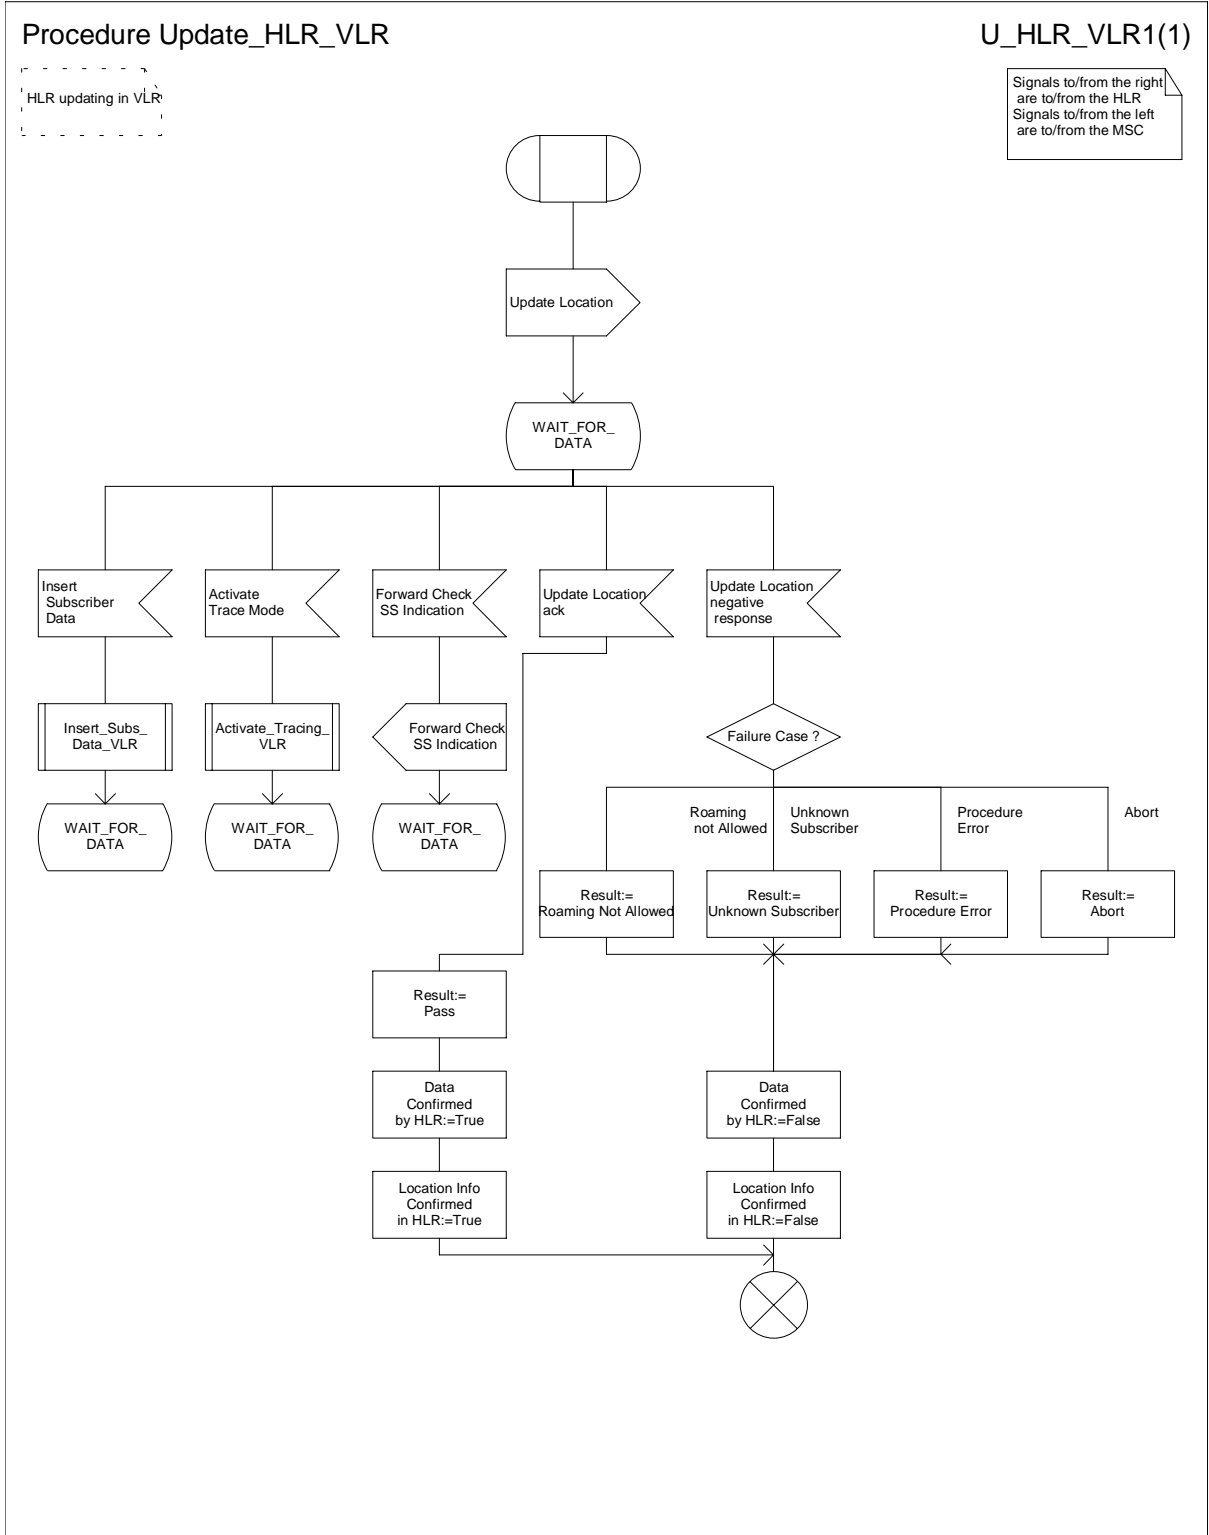 Procedure Update_HLR_VLR
U_HLR_VLR1(1)
HLR updating in VLR
Signals to/from the right
are to/from the HLR
Signals to/from the left
are to/from the MSC
Update Location
WAIT_FOR_
DATA
Insert
Subscriber
Data
Activate
Trace Mode
Forward Check
SS Indication
Update Location
ack
Update Location
negative
response
Insert_Subs_
Data_VLR
Activate_Tracing_
VLR
Forward Check
SS Indication
Failure Case ?
WAIT_FOR_
DATA
WAIT_FOR_
DATA
WAIT_FOR_
DATA
Roaming
not Allowed
Unknown
Subscriber
Procedure
Error
Abort
Result:=
Roaming Not Allowed
Result:=
Unknown Subscriber
Result:=
Procedure Error
Result:=
Abort
Result:=
Pass
Data
Confirmed
by HLR:=True
Data
Confirmed
by HLR:=False
Location Info
Confirmed
in HLR:=True
Location Info
Confirmed
in HLR:=False